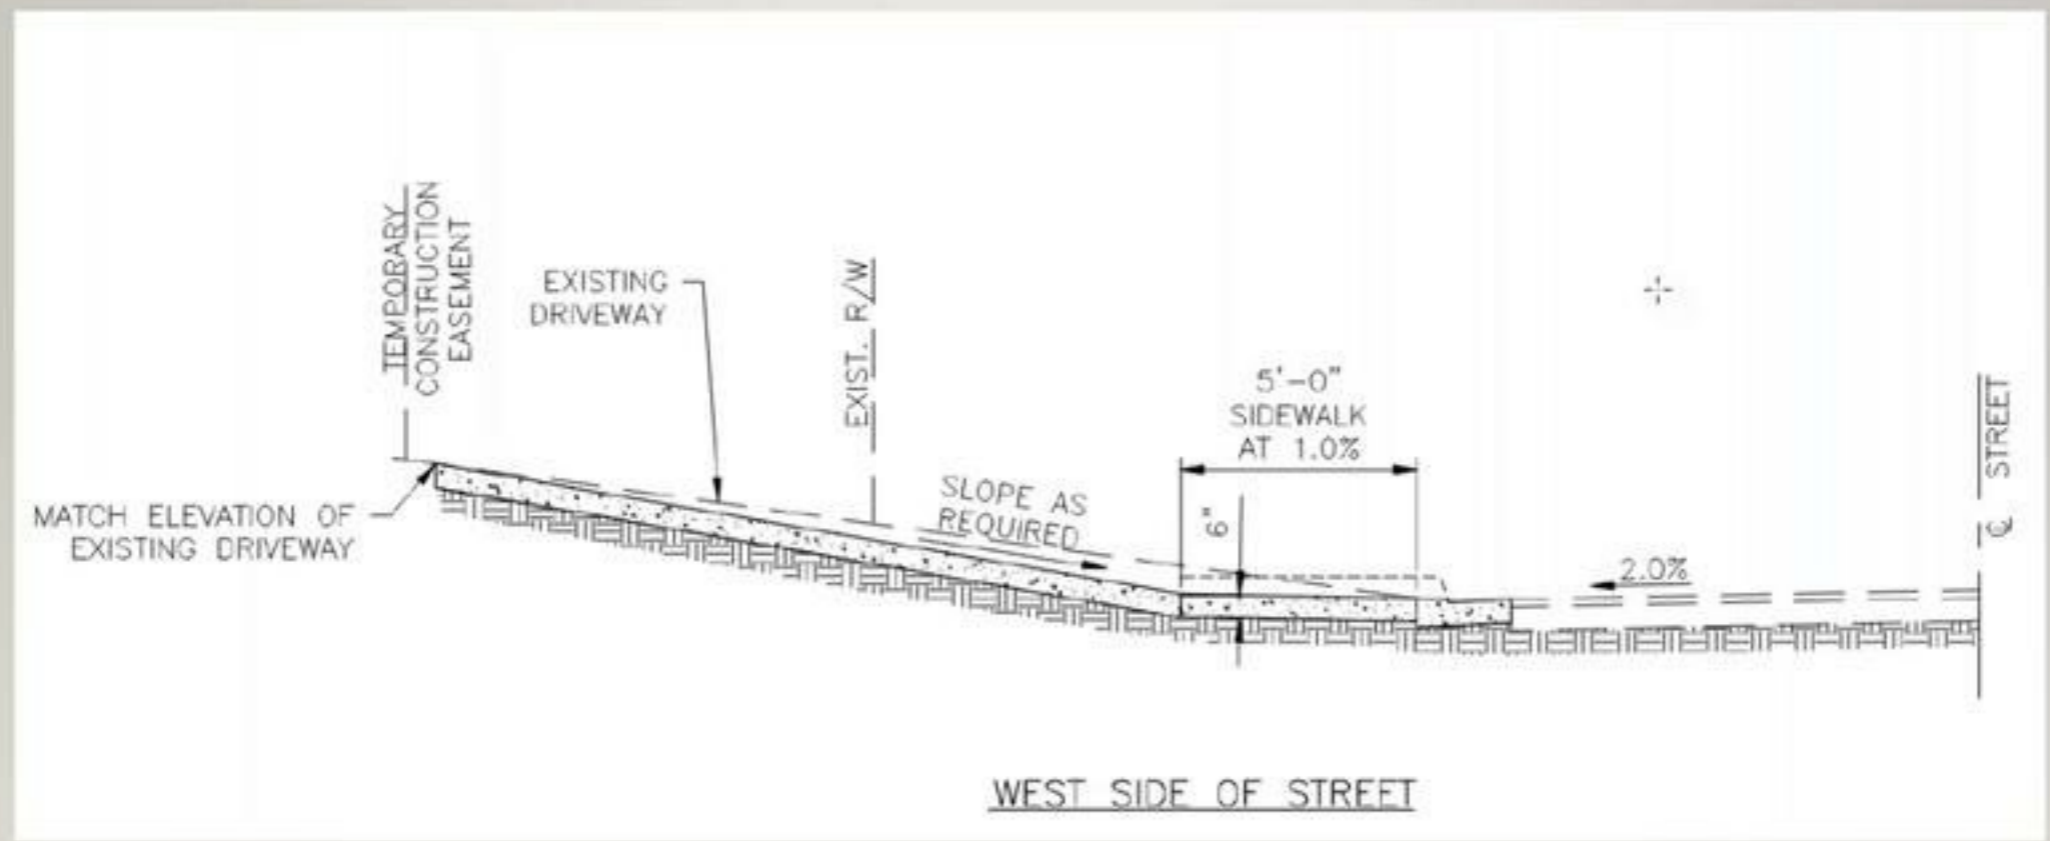 TEMPORARY
CONSTRUCTION
EASEMENT
EXISTING
DRIVEWAY
EXIST. R/W
MATCH ELEVATION OF
EXISTING DRIVEWAY
SLOPE AS
REQUIRED
5'-0"
SIDEWALK
AT 1.0%
6"
2.0%
℄ STREET
WEST SIDE OF STREET